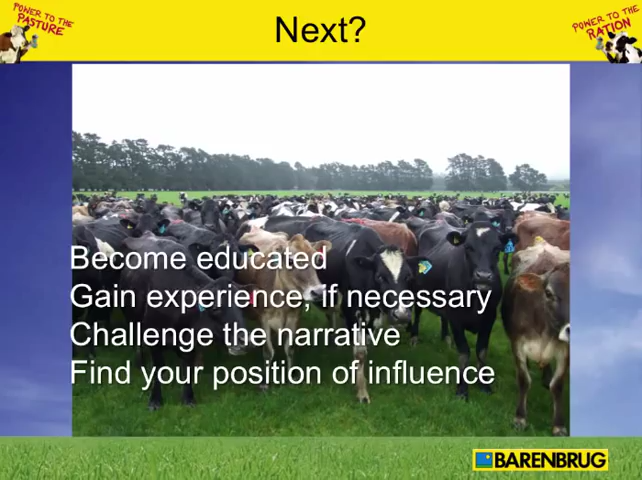 POWER TO THE
PASTURE
Next?
POWER TO THE
RATION
Become educated
Gain experience, if necessary
Challenge the narrative
Find your position of influence
BARENBRUG